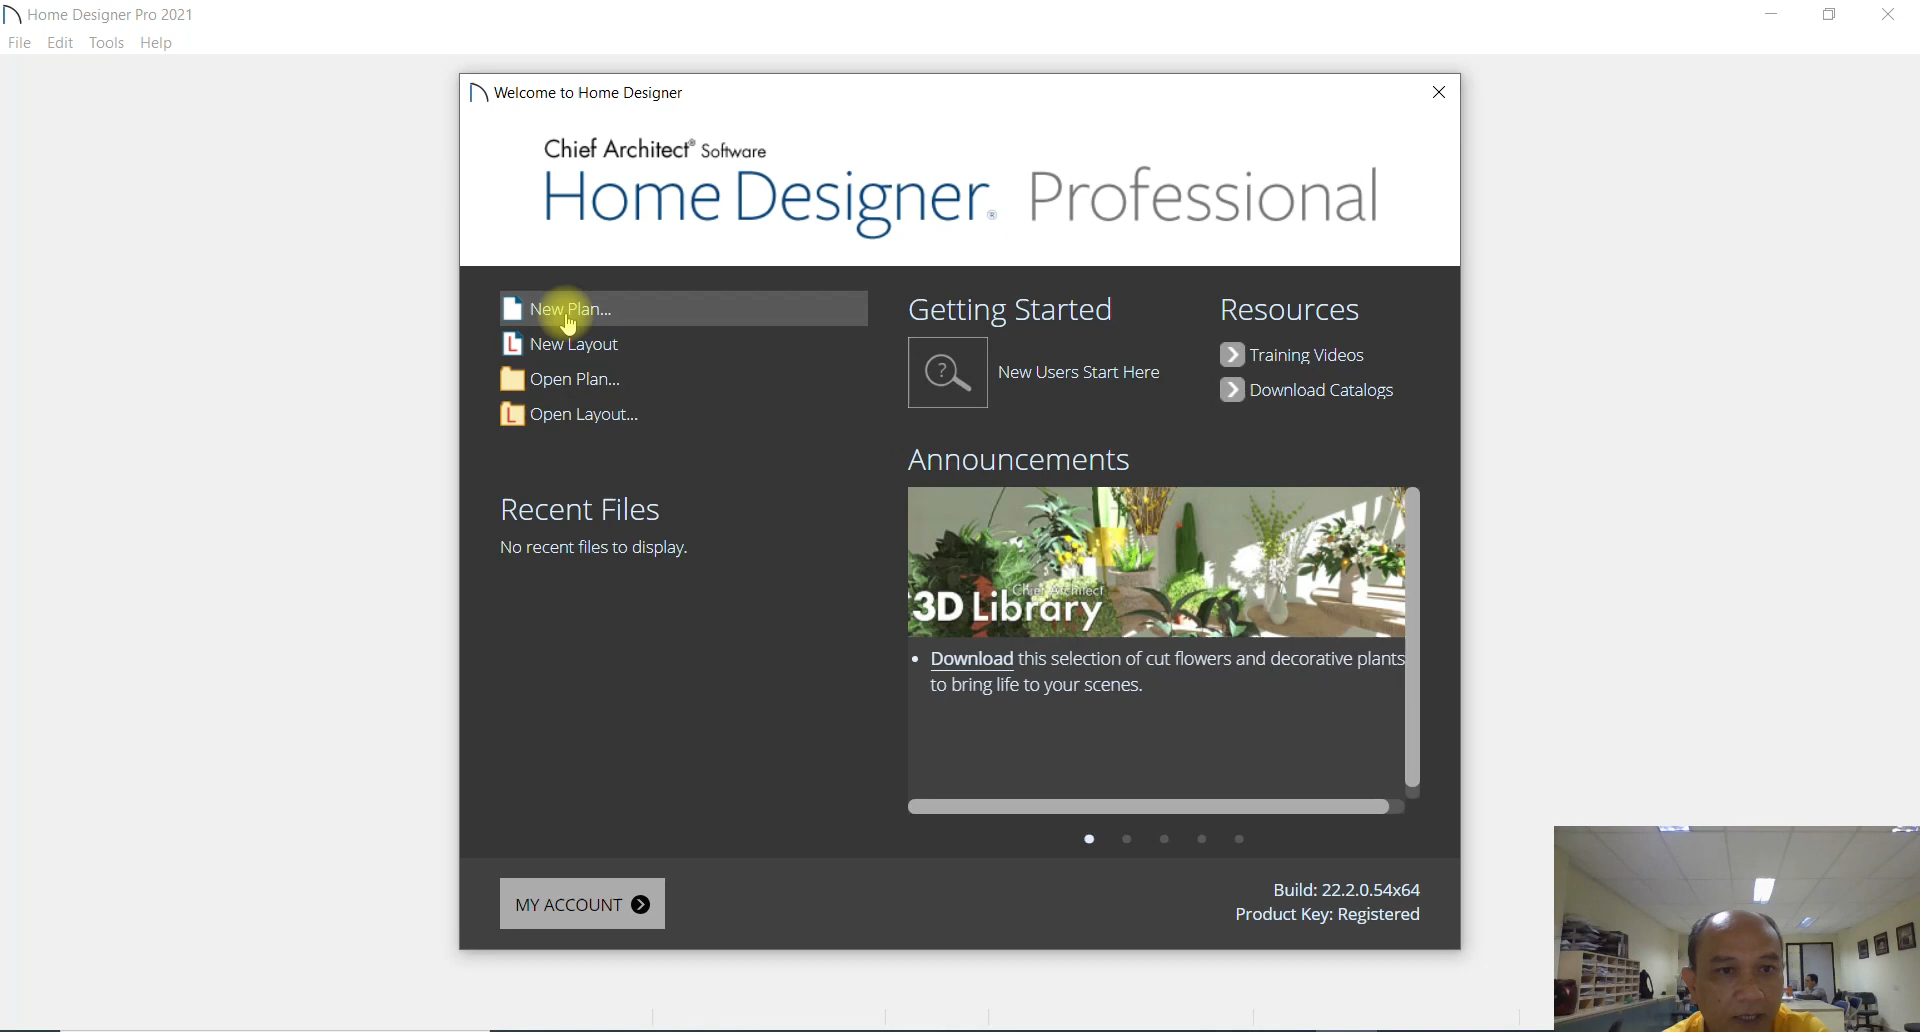 Home Designer Pro 2021
File Edit Tools Help
Welcome to Home Designer
Chief Architect® Software
Home Designer® Professional
New Plan...
New Layout
Open Plan...
Open Layout...
Recent Files
No recent files to display.
Getting Started
New Users Start Here
Resources
Training Videos
Download Catalogs
Announcements
Chief Architect
3D Library
• Download this selection of cut flowers and decorative plants
to bring life to your scenes.
MY ACCOUNT
Build: 22.2.0.54x64
Product Key: Registered